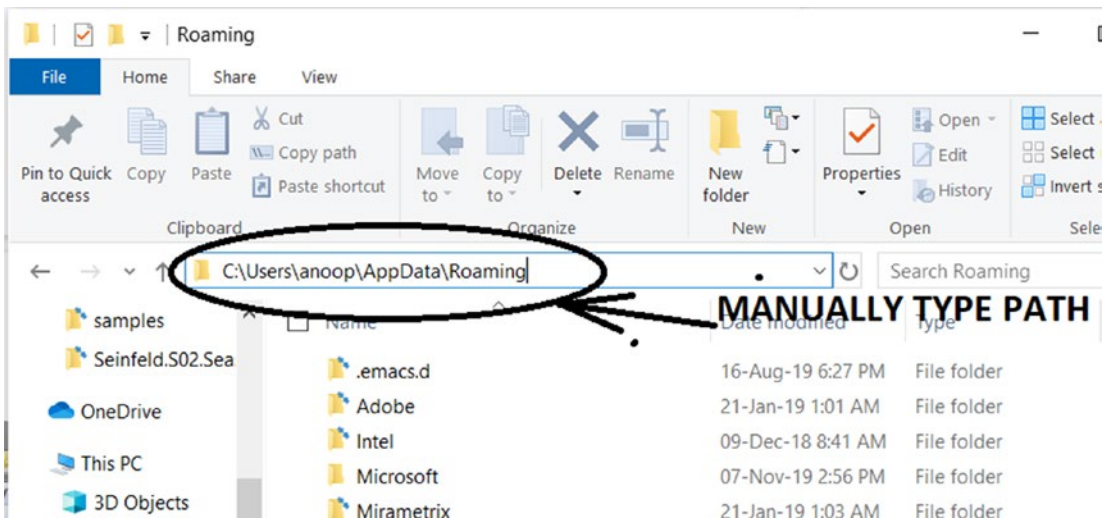 Roaming
File Home Share View
Cut
Copy path
Paste shortcut
Pin to Quick access
Copy
Paste
Move to
Copy to
Delete
Rename
New folder
Properties
Open
Edit
History
Select
Select
Invert s
Clipboard Organize New Open Sele
C:\Users\anoop\AppData\Roaming
Search Roaming
MANUALLY TYPE PATH
samples
Seinfeld.S02.Sea
OneDrive
This PC
3D Objects
Name Date modified Type
.emacs.d 16-Aug-19 6:27 PM File folder
Adobe 21-Jan-19 1:01 AM File folder
Intel 09-Dec-18 8:41 AM File folder
Microsoft 07-Nov-19 2:56 PM File folder
Mirametrix 21-Jan-19 1:03 AM File folder